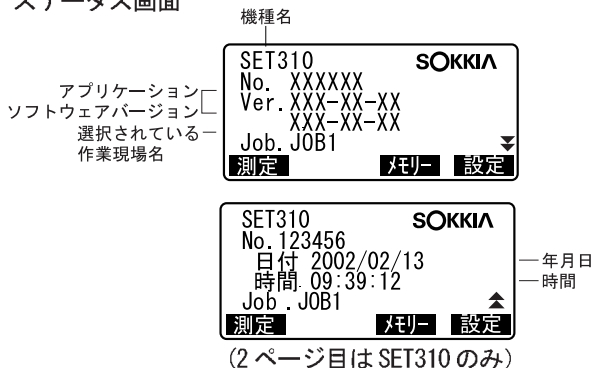 ステータス画面
機種名
SET310 SOKKIA
No. XXXXXX
Ver. XXX-XX-XX
XXX-XX-XX
Job. JOB1
測定 メモリー 設定
アプリケーション
ソフトウェアバージョン
選択されている
作業現場名
SET310 SOKKIA
No. 123456
日付 2002/02/13
時間 09:39:12
Job . JOB1
測定 メモリー 設定
年月日
時間
(2 ページ目は SET310 のみ)